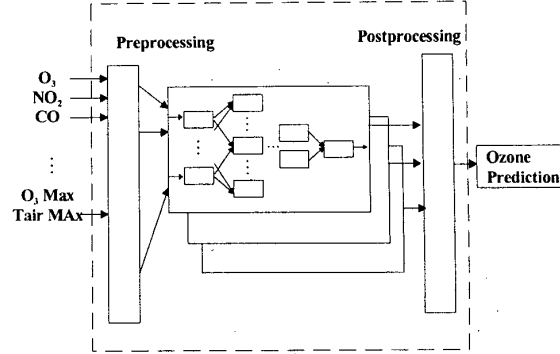 Preprocessing
Postprocessing
O₃
NO₂
CO
O₃ Max
Tair MAx
Ozone
Prediction